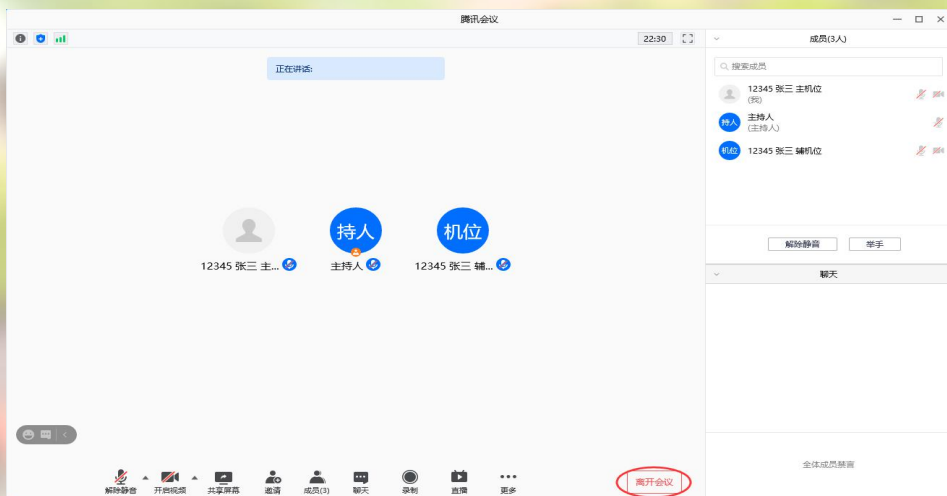 腾讯会议
22:30
成员(3人)
正在讲话:
搜索成员
12345 张三 主机位
(我)
持人
主持人
(主持人)
机位
12345 张三 辅机位
持人
机位
12345 张三 主...
主持人
12345 张三 辅...
解除静音
举手
聊天
全体成员禁言
解除静音
开启视频
共享屏幕
邀请
成员(3)
聊天
录制
直播
更多
离开会议